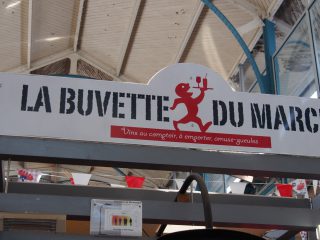 LA BUVETTE DU MARC
"Vins au comptoir, à emporter, amuse-gueules